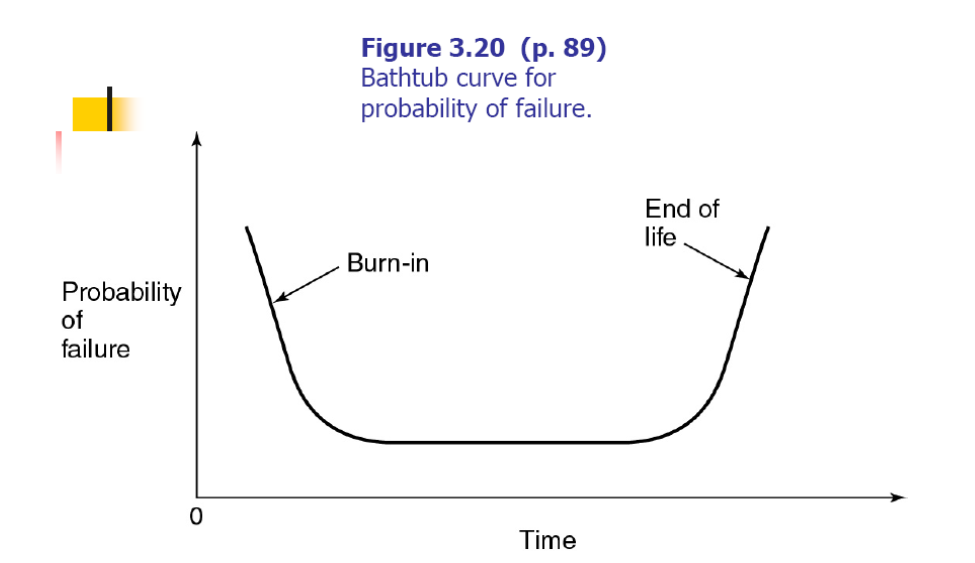 Figure 3.20 (p. 89)
Bathtub curve for
probability of failure.
End of
life
Burn-in
Probability
of
failure
0
Time